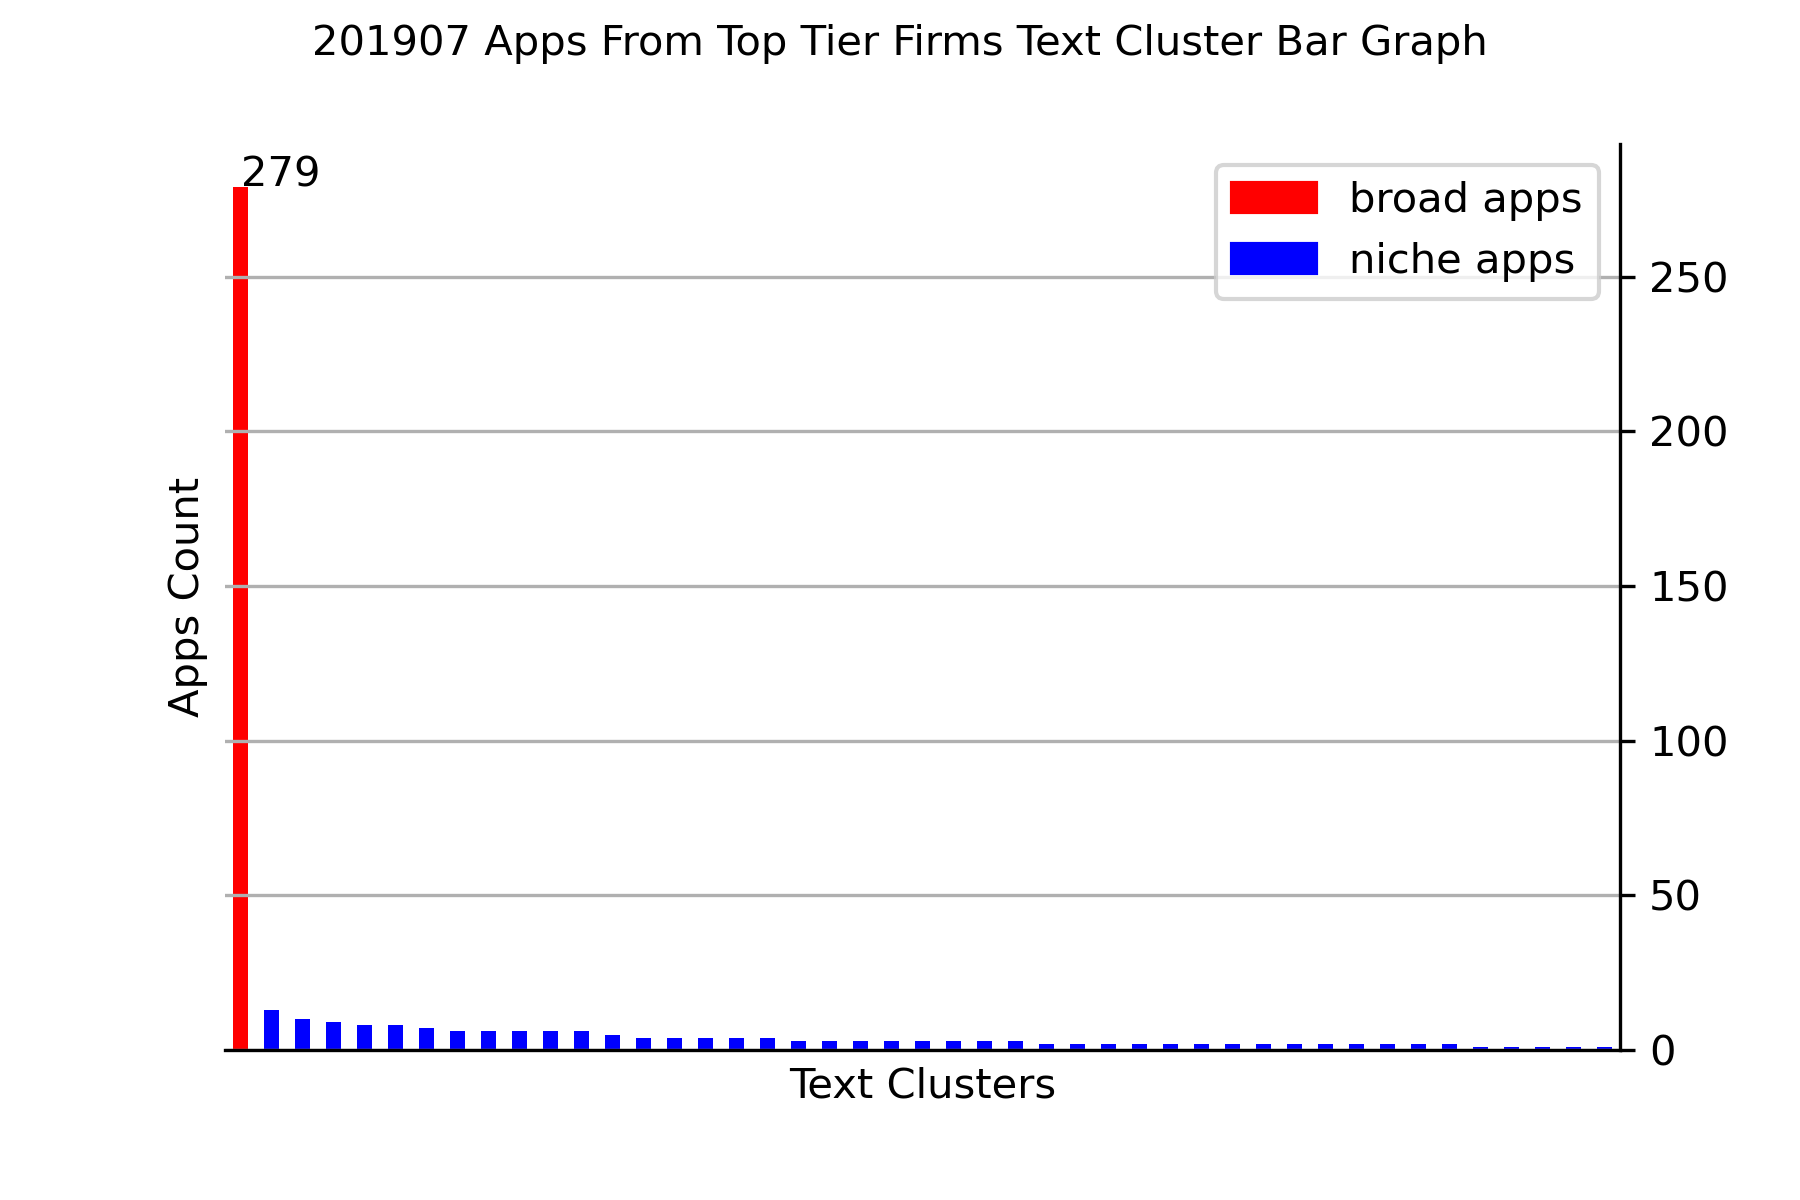 201907 Apps From Top Tier Firms Text Cluster Bar Graph
279
broad apps
niche apps
250
200
150
100
50
0
Apps Count
Text Clusters